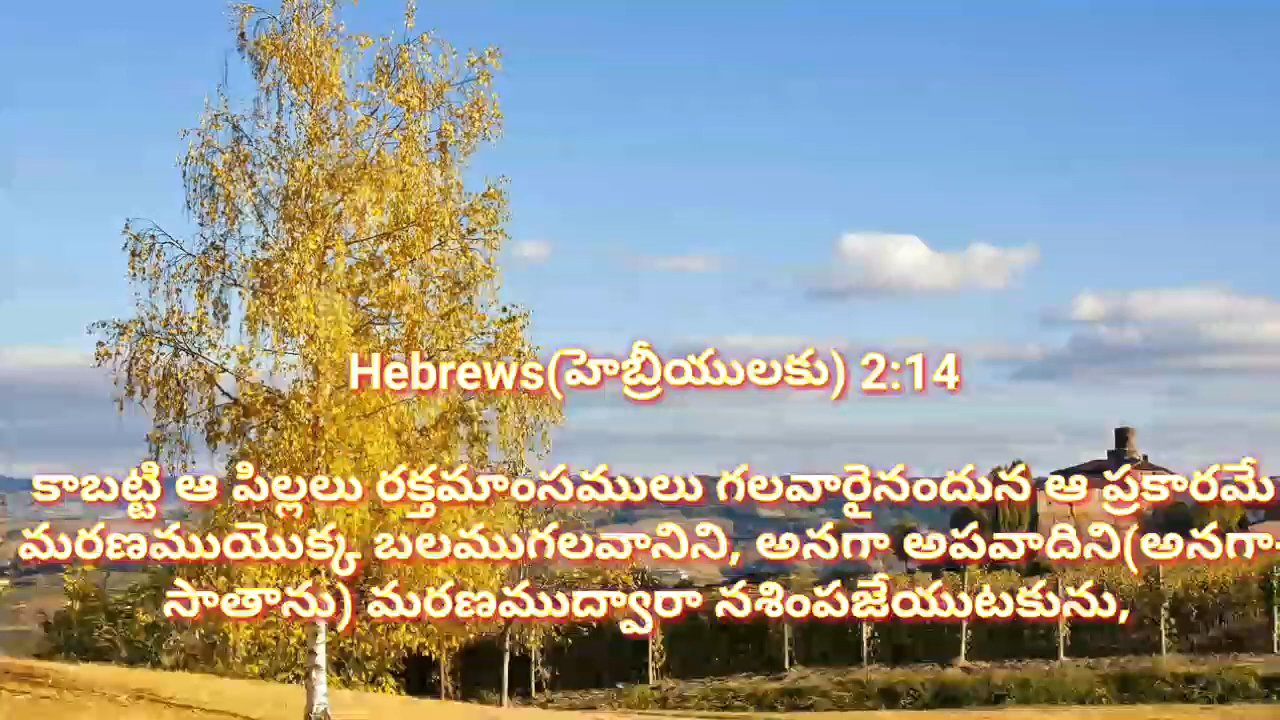 Hebrews(హెబ్రీయులకు) 2:14
కాబట్టి ఆ పిల్లలు రక్తమాంసములు గలవారైనందున ఆ ప్రకారమే
మరణముయొక్క బలముగలవానిని, అనగా అపవాదిని(అనగా-
సాతాను) మరణముద్వారా నశింపజేయుటకును,